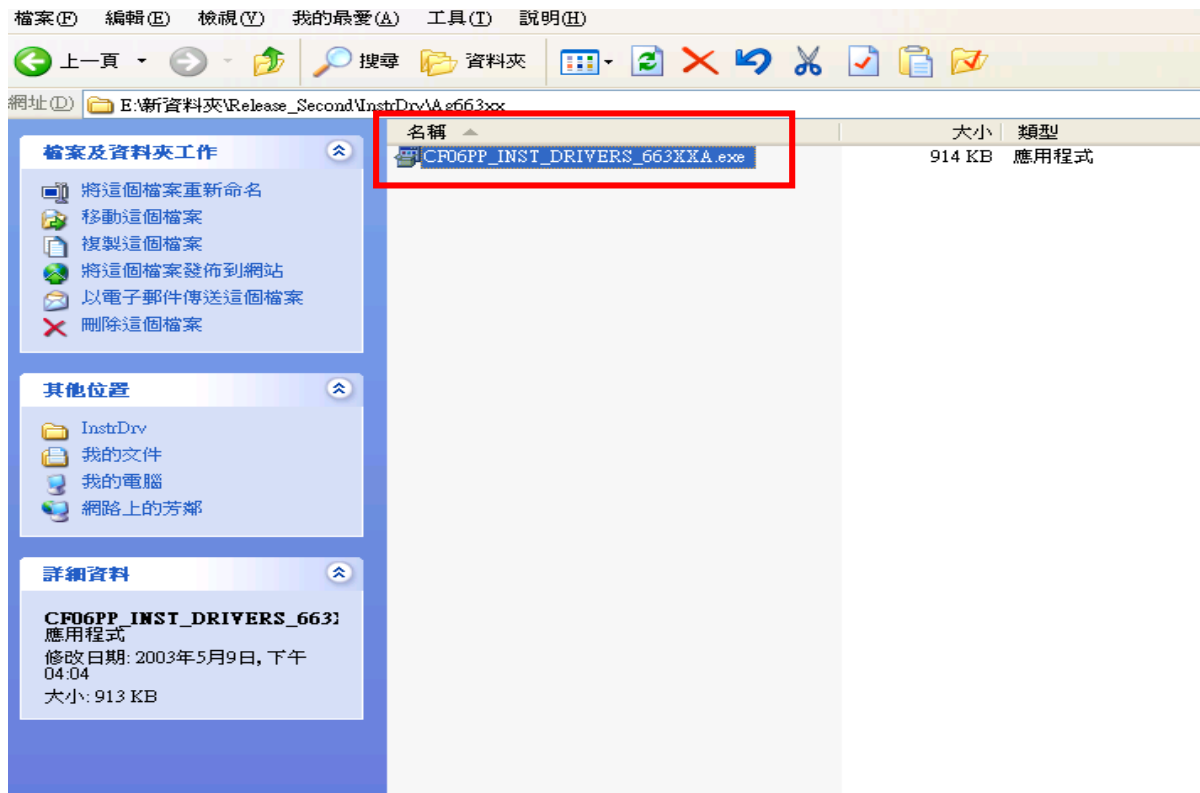 檔案(F) 編輯(E) 檢視(V) 我的最愛(A) 工具(T) 說明(H)
上一頁 搜尋 資料夾
網址(D) E:\新資料夾\Release_Second\InstrDrv\Ag663xx
檔案及資料夾工作
將這個檔案重新命名
移動這個檔案
複製這個檔案
將這個檔案發佈到網站
以電子郵件傳送這個檔案
刪除這個檔案
其他位置
InstrDrv
我的文件
我的電腦
網路上的芳鄰
詳細資料
CF06PP_INST_DRIVERS_663
應用程式
修改日期: 2003年5月9日, 下午
04:04
大小: 913 KB
名稱 大小 類型
CF06PP_INST_DRIVERS_663XXA.exe 914 KB 應用程式